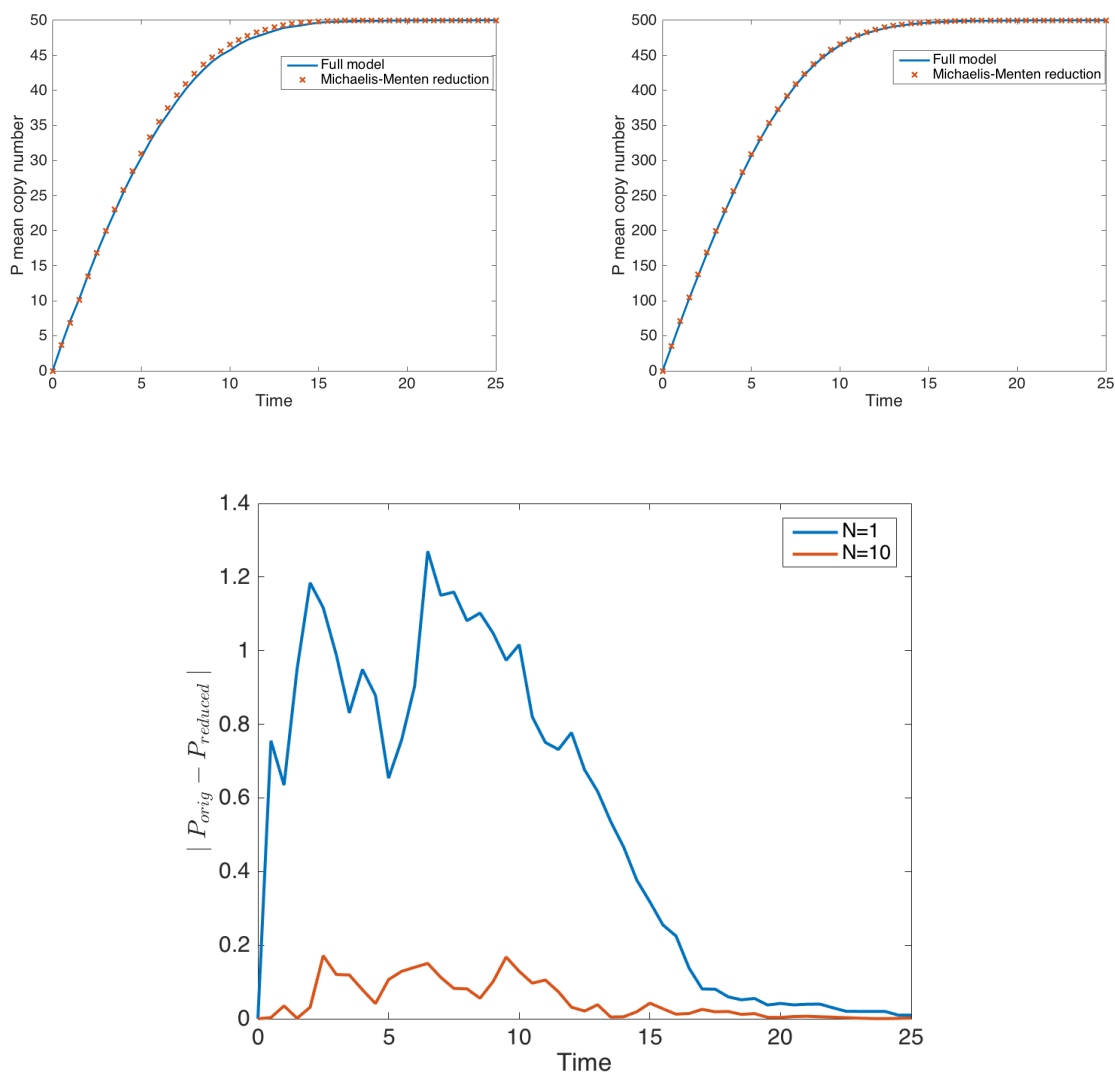 50
45
40
35
30
25
20
15
10
5
0
P mean copy number
Full model
Michaelis-Menten reduction
0 5 10 15 20 25
Time
500
450
400
350
300
250
200
150
100
50
0
P mean copy number
Full model
Michaelis-Menten reduction
0 5 10 15 20 25
Time
1.4
1.2
1
0.8
0.6
0.4
0.2
0
| P_orig − P_reduced |
N=1
N=10
0 5 10 15 20 25
Time